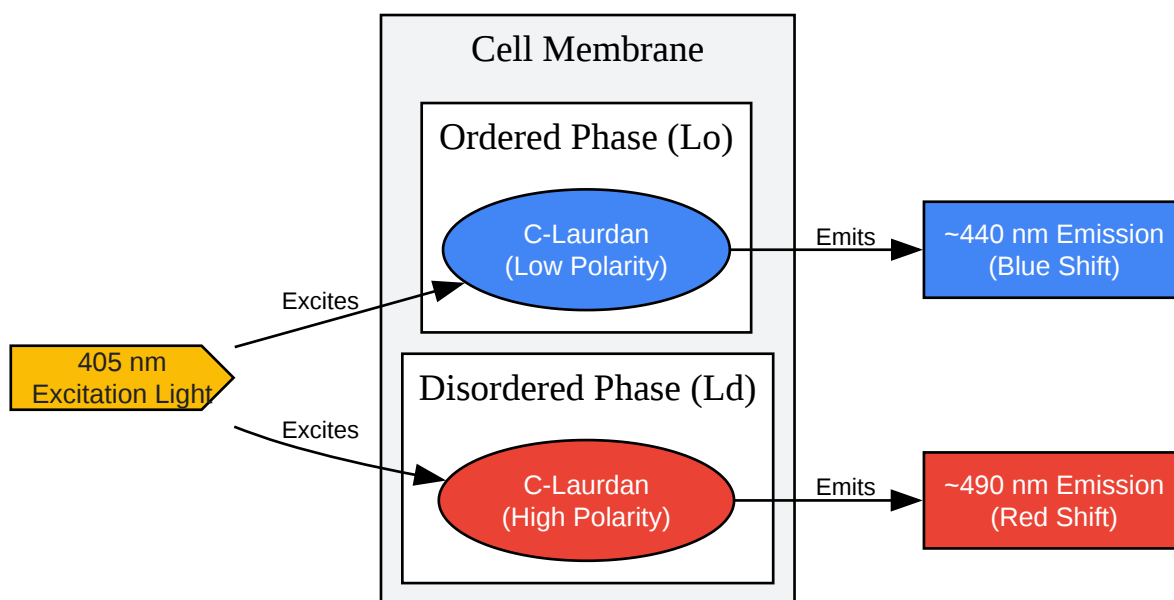 Cell Membrane
Ordered Phase (Lo)
C-Laurdan
(Low Polarity)
Emits
~440 nm Emission
(Blue Shift)
Excites
405 nm
Excitation Light
Disordered Phase (Ld)
Excites
C-Laurdan
(High Polarity)
Emits
~490 nm Emission
(Red Shift)